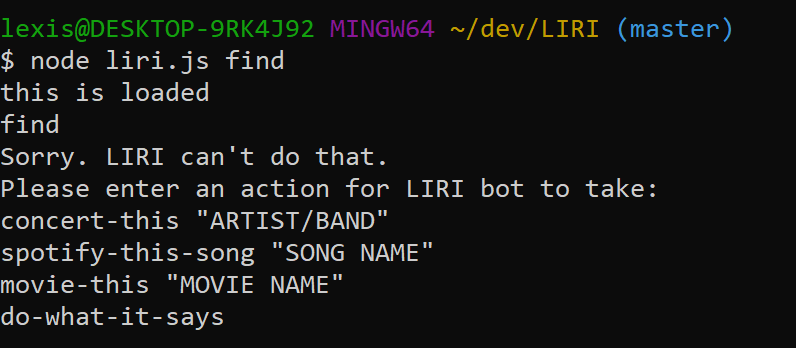 lexis@DESKTOP-9RK4J92 MINGW64 ~/dev/LIRI (master)
$ node liri.js find
this is loaded
find
Sorry. LIRI can't do that.
Please enter an action for LIRI bot to take:
concert-this "ARTIST/BAND"
spotify-this-song "SONG NAME"
movie-this "MOVIE NAME"
do-what-it-says